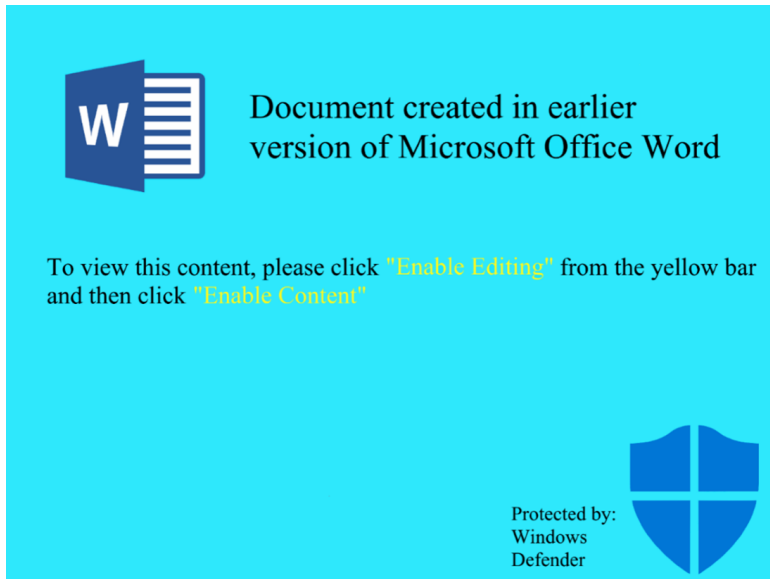 W
Document created in earlier
version of Microsoft Office Word
To view this content, please click "Enable Editing" from the yellow bar
and then click "Enable Content"
Protected by:
Windows
Defender